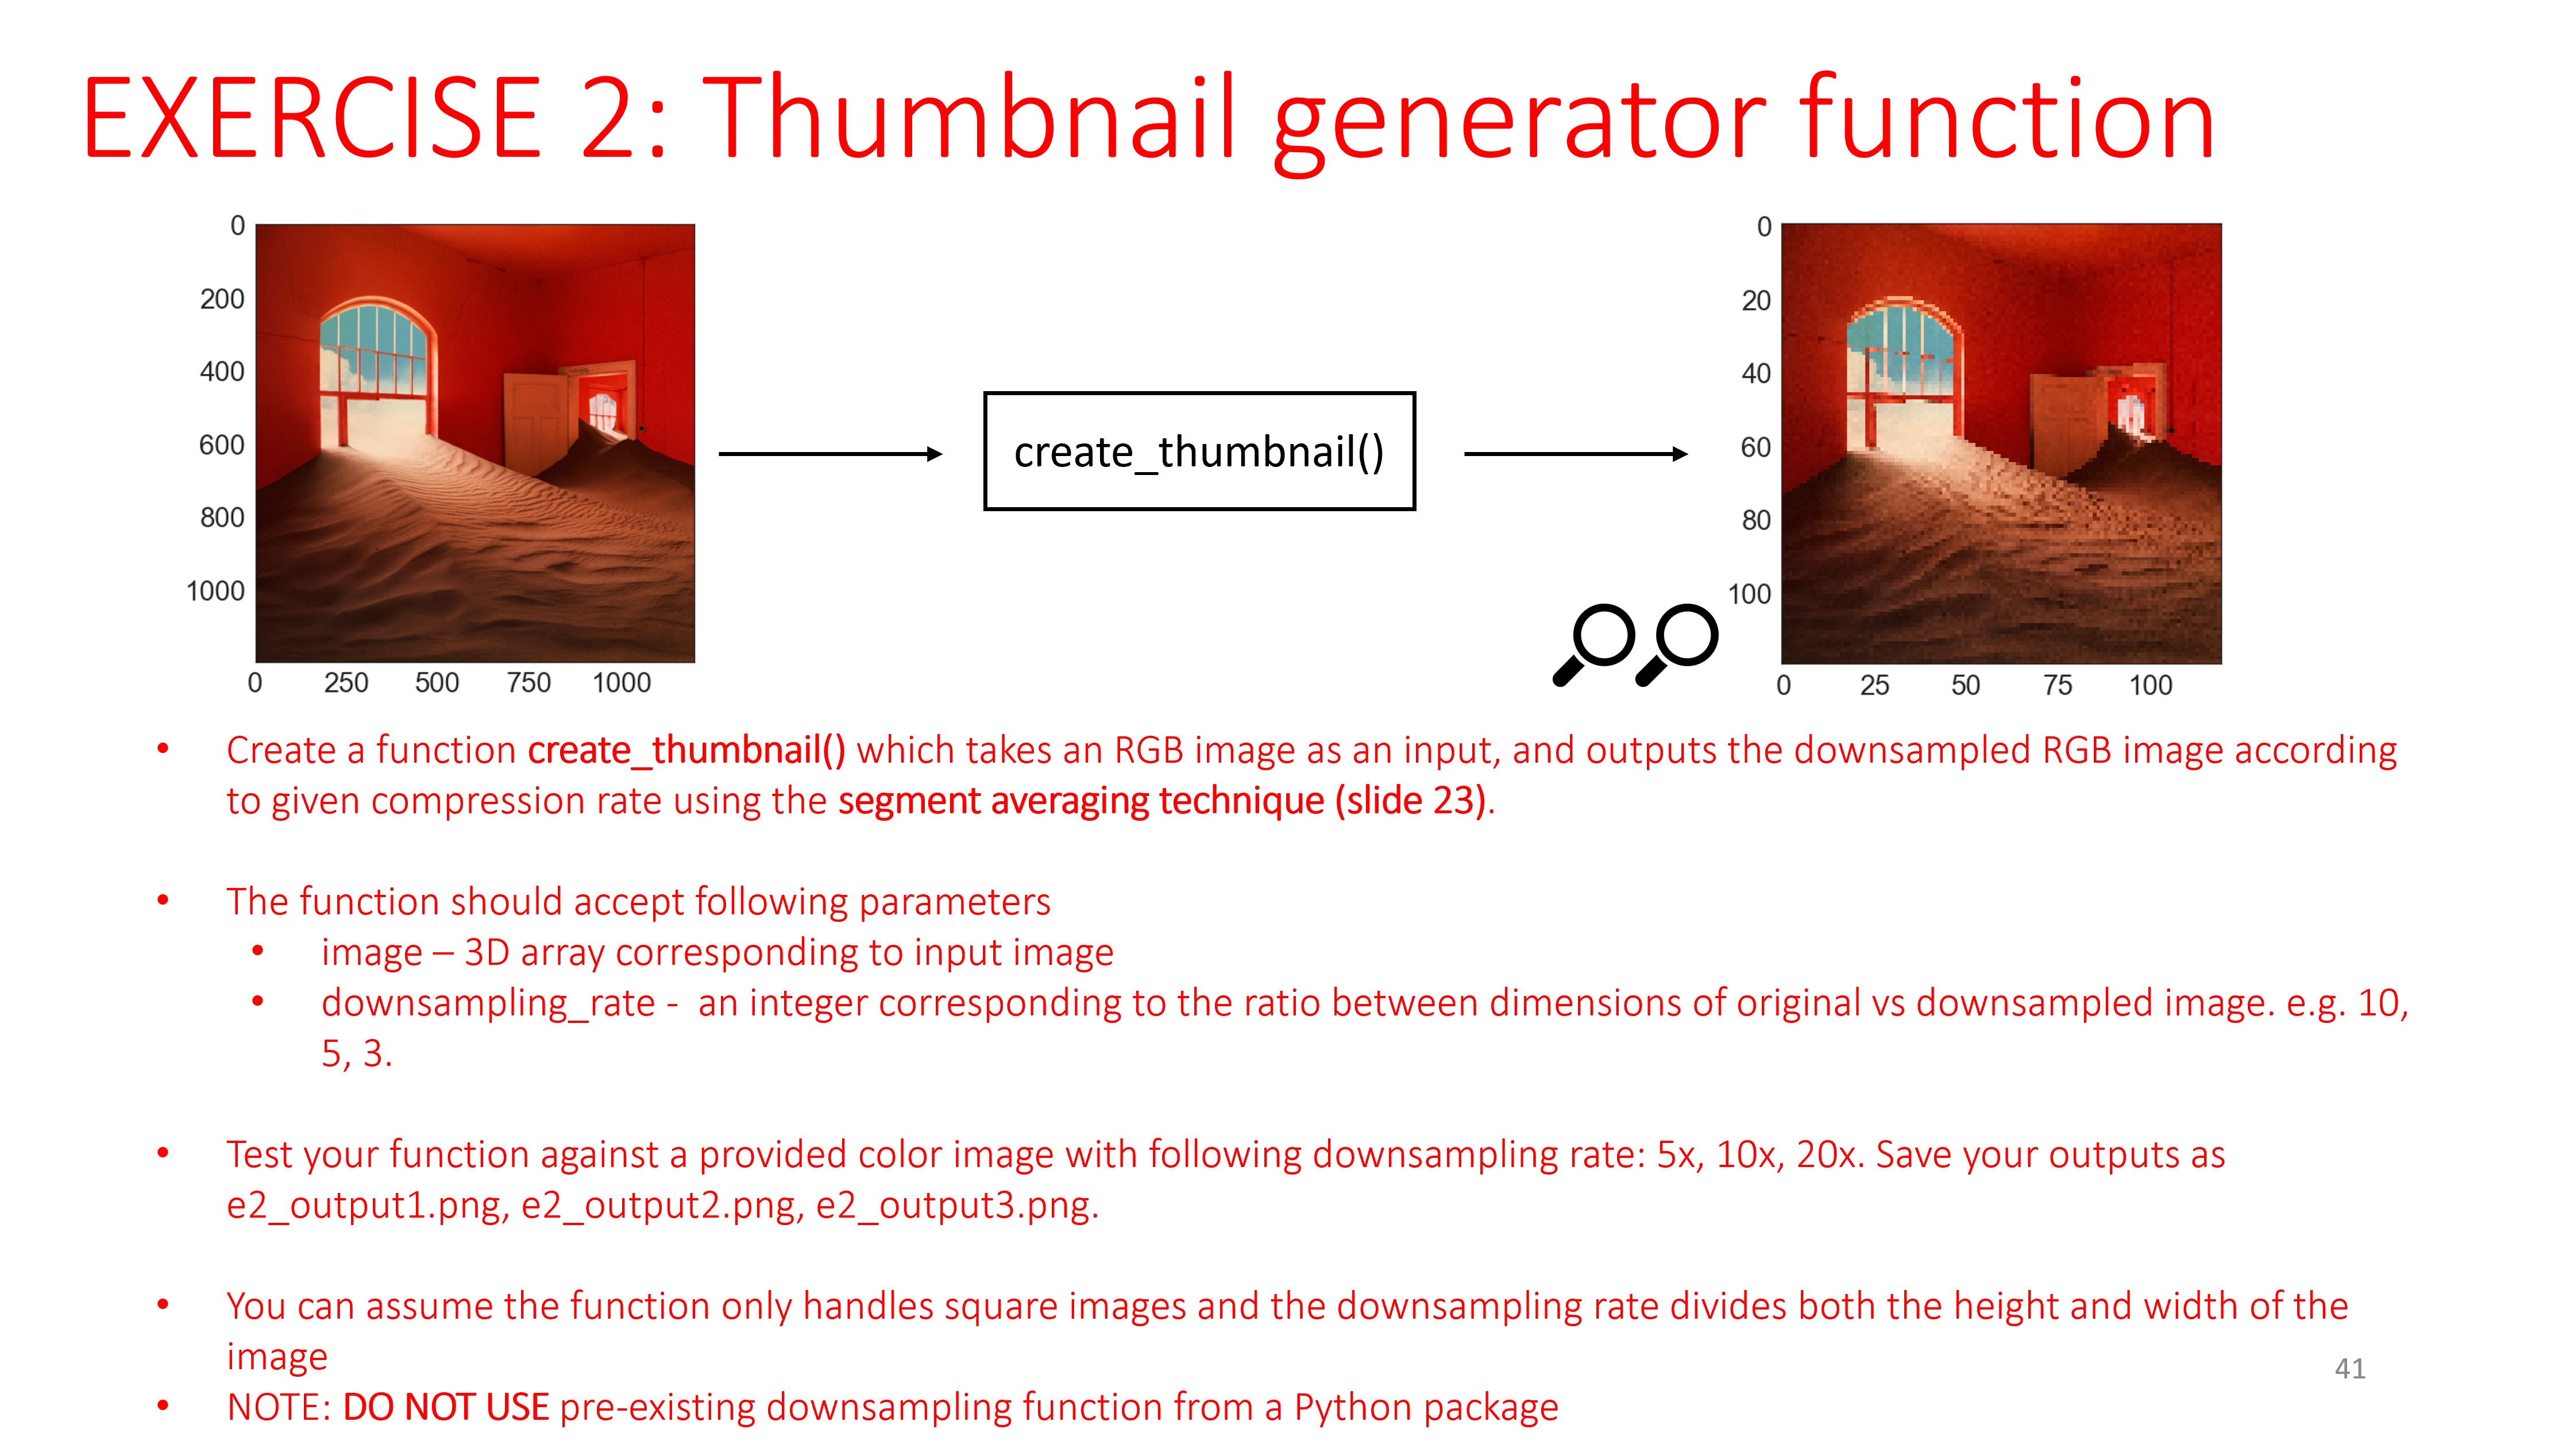 EXERCISE 2: Thumbnail generator function
0
200
400
600
800
1000
0 250 500 750 1000
create_thumbnail()
0
20
40
60
80
100
0 25 50 75 100
• Create a function create_thumbnail() which takes an RGB image as an input, and outputs the downsampled RGB image according
to given compression rate using the segment averaging technique (slide 23).
• The function should accept following parameters
• image – 3D array corresponding to input image
• downsampling_rate - an integer corresponding to the ratio between dimensions of original vs downsampled image. e.g. 10,
5, 3.
• Test your function against a provided color image with following downsampling rate: 5x, 10x, 20x. Save your outputs as
e2_output1.png, e2_output2.png, e2_output3.png.
• You can assume the function only handles square images and the downsampling rate divides both the height and width of the
image
41
• NOTE: DO NOT USE pre-existing downsampling function from a Python package